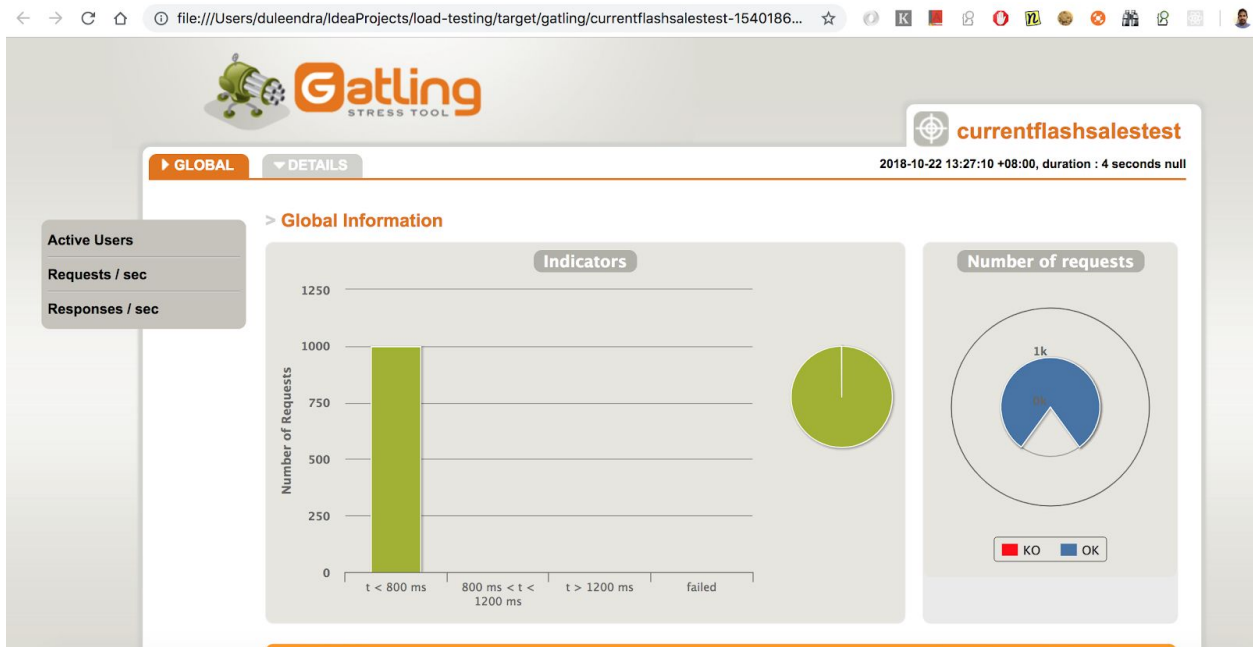 file:///Users/duleendra/IdeaProjects/load-testing/target/gatling/currentflashsalestest-1540186...
Gatling
STRESS TOOL
currentflashsalestest
GLOBAL
DETAILS
2018-10-22 13:27:10 +08:00, duration : 4 seconds null
Active Users
Requests / sec
Responses / sec
> Global Information
Indicators
Number of Requests
1250
1000
750
500
250
0
t < 800 ms
800 ms < t <
1200 ms
t > 1200 ms
failed
Number of requests
1k
0k
KO
OK